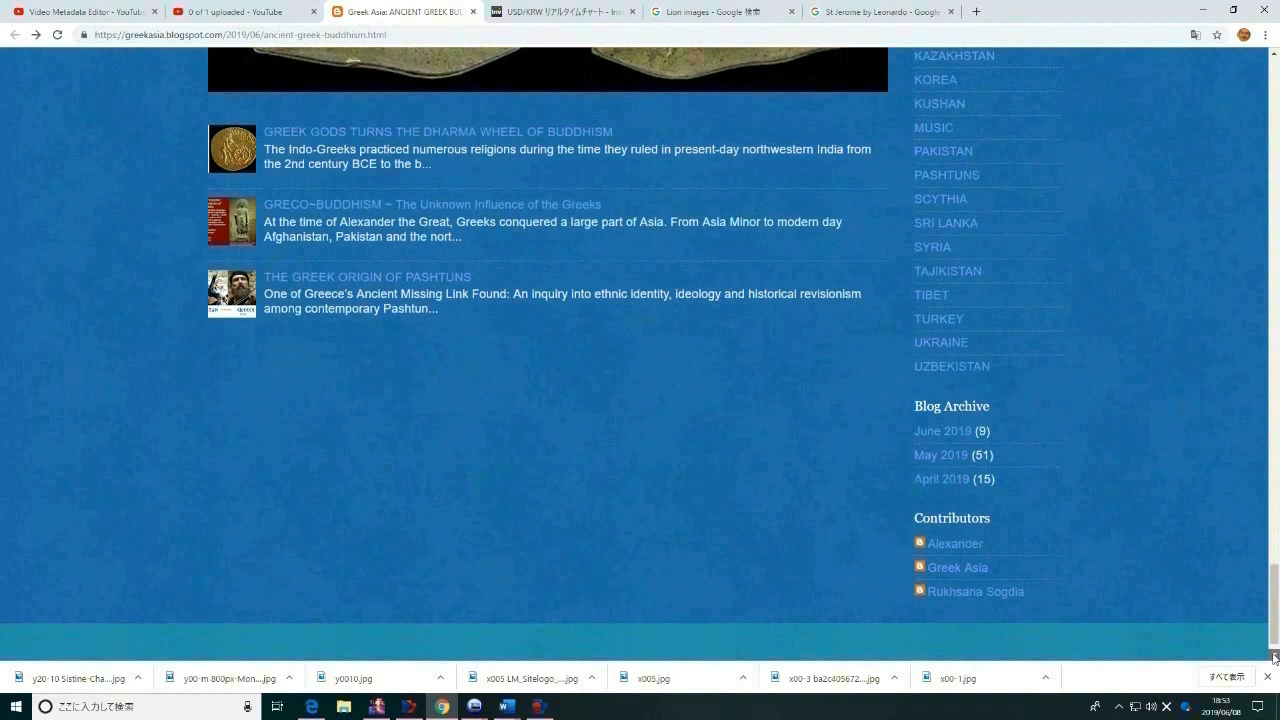 Video Metadata Editor - YouTube
0 USD - YouTube
Greek Asia: ANCIENT GREEK BUD
USD/KRW リアルタイムチャート - Inv
Lion images - Google 検索
St Jerome by Leonardo - Google
https://greekasia.blogspot.com/2019/06/ancient-greek-buddhism.html
GREEK GODS TURNS THE DHARMA WHEEL OF BUDDHISM
The Indo-Greeks practiced numerous religions during the time they ruled in present-day northwestern India from
the 2nd century BCE to the b...
GRECO~BUDDHISM ~ The Unknown Influence of the Greeks
At the time of Alexander the Great, Greeks conquered a large part of Asia. From Asia Minor to modern day
Afghanistan, Pakistan and the nort...
THE GREEK ORIGIN OF PASHTUNS
One of Greece's Ancient Missing Link Found: An inquiry into ethnic identity, ideology and historical revisionism
among contemporary Pashtun...
KAZAKHSTAN
KOREA
KUSHAN
MUSIC
PAKISTAN
PASHTUNS
SCYTHIA
SRI LANKA
SYRIA
TAJIKISTAN
TIBET
TURKEY
UKRAINE
UZBEKISTAN
Blog Archive
June 2019 (9)
May 2019 (51)
April 2019 (15)
Contributors
Alexander
Greek Asia
Rukhsana Sogdia
y20-10 Sistine-Cha....jpg
y00-m 800px-Mon....jpg
y0010.jpg
x005 LM_Sitelogo_....jpg
x005.jpg
x00-3 ba2c405672....jpg
x00-1.jpg
すべて表示
ここに入力して検索
18:53
2019/06/08